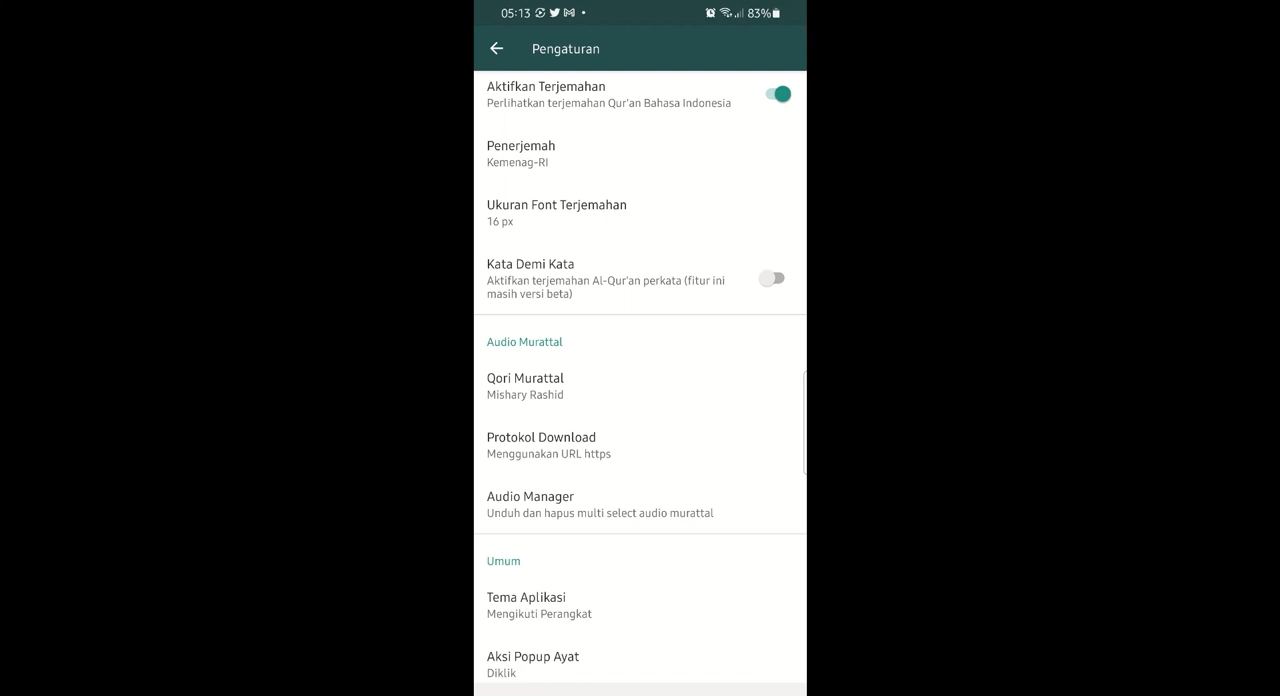 05:13 83%
Pengaturan
Aktifkan Terjemahan
Perlihatkan terjemahan Qur'an Bahasa Indonesia
Penerjemah
Kemenag-RI
Ukuran Font Terjemahan
16 px
Kata Demi Kata
Aktifkan terjemahan Al-Qur'an perkata (fitur ini
masih versi beta)
Audio Murattal
Qori Murattal
Mishary Rashid
Protokol Download
Menggunakan URL https
Audio Manager
Unduh dan hapus multi select audio murattal
Umum
Tema Aplikasi
Mengikuti Perangkat
Aksi Popup Ayat
Diklik